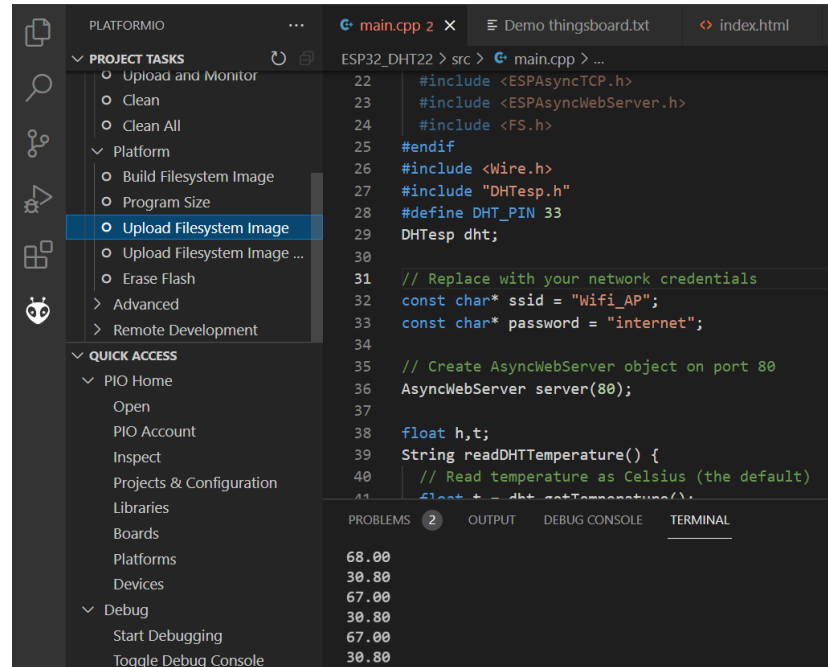 PLATFORMIO
PROJECT TASKS
Upload and Monitor
Clean
Clean All
Platform
Build Filesystem Image
Program Size
Upload Filesystem Image
Upload Filesystem Image ...
Erase Flash
Advanced
Remote Development
QUICK ACCESS
PIO Home
Open
PIO Account
Inspect
Projects & Configuration
Libraries
Boards
Platforms
Devices
Debug
Start Debugging
Toggle Debug Console
main.cpp 2 Demo thingsboard.txt index.html
ESP32_DHT22 > src > main.cpp > ...
22 #include <ESPAsyncTCP.h>
23 #include <ESPAsyncWebServer.h>
24 #include <FS.h>
25 #endif
26 #include <Wire.h>
27 #include "DHTesp.h"
28 #define DHT_PIN 33
29 DHTesp dht;
30
31 // Replace with your network credentials
32 const char* ssid = "Wifi_AP";
33 const char* password = "internet";
34
35 // Create AsyncWebServer object on port 80
36 AsyncWebServer server(80);
37
38 float h,t;
39 String readDHTTemperature() {
40 // Read temperature as Celsius (the default)
41 float t = dht.getTemperature();
PROBLEMS 2 OUTPUT DEBUG CONSOLE TERMINAL
68.00
30.80
67.00
30.80
67.00
30.80